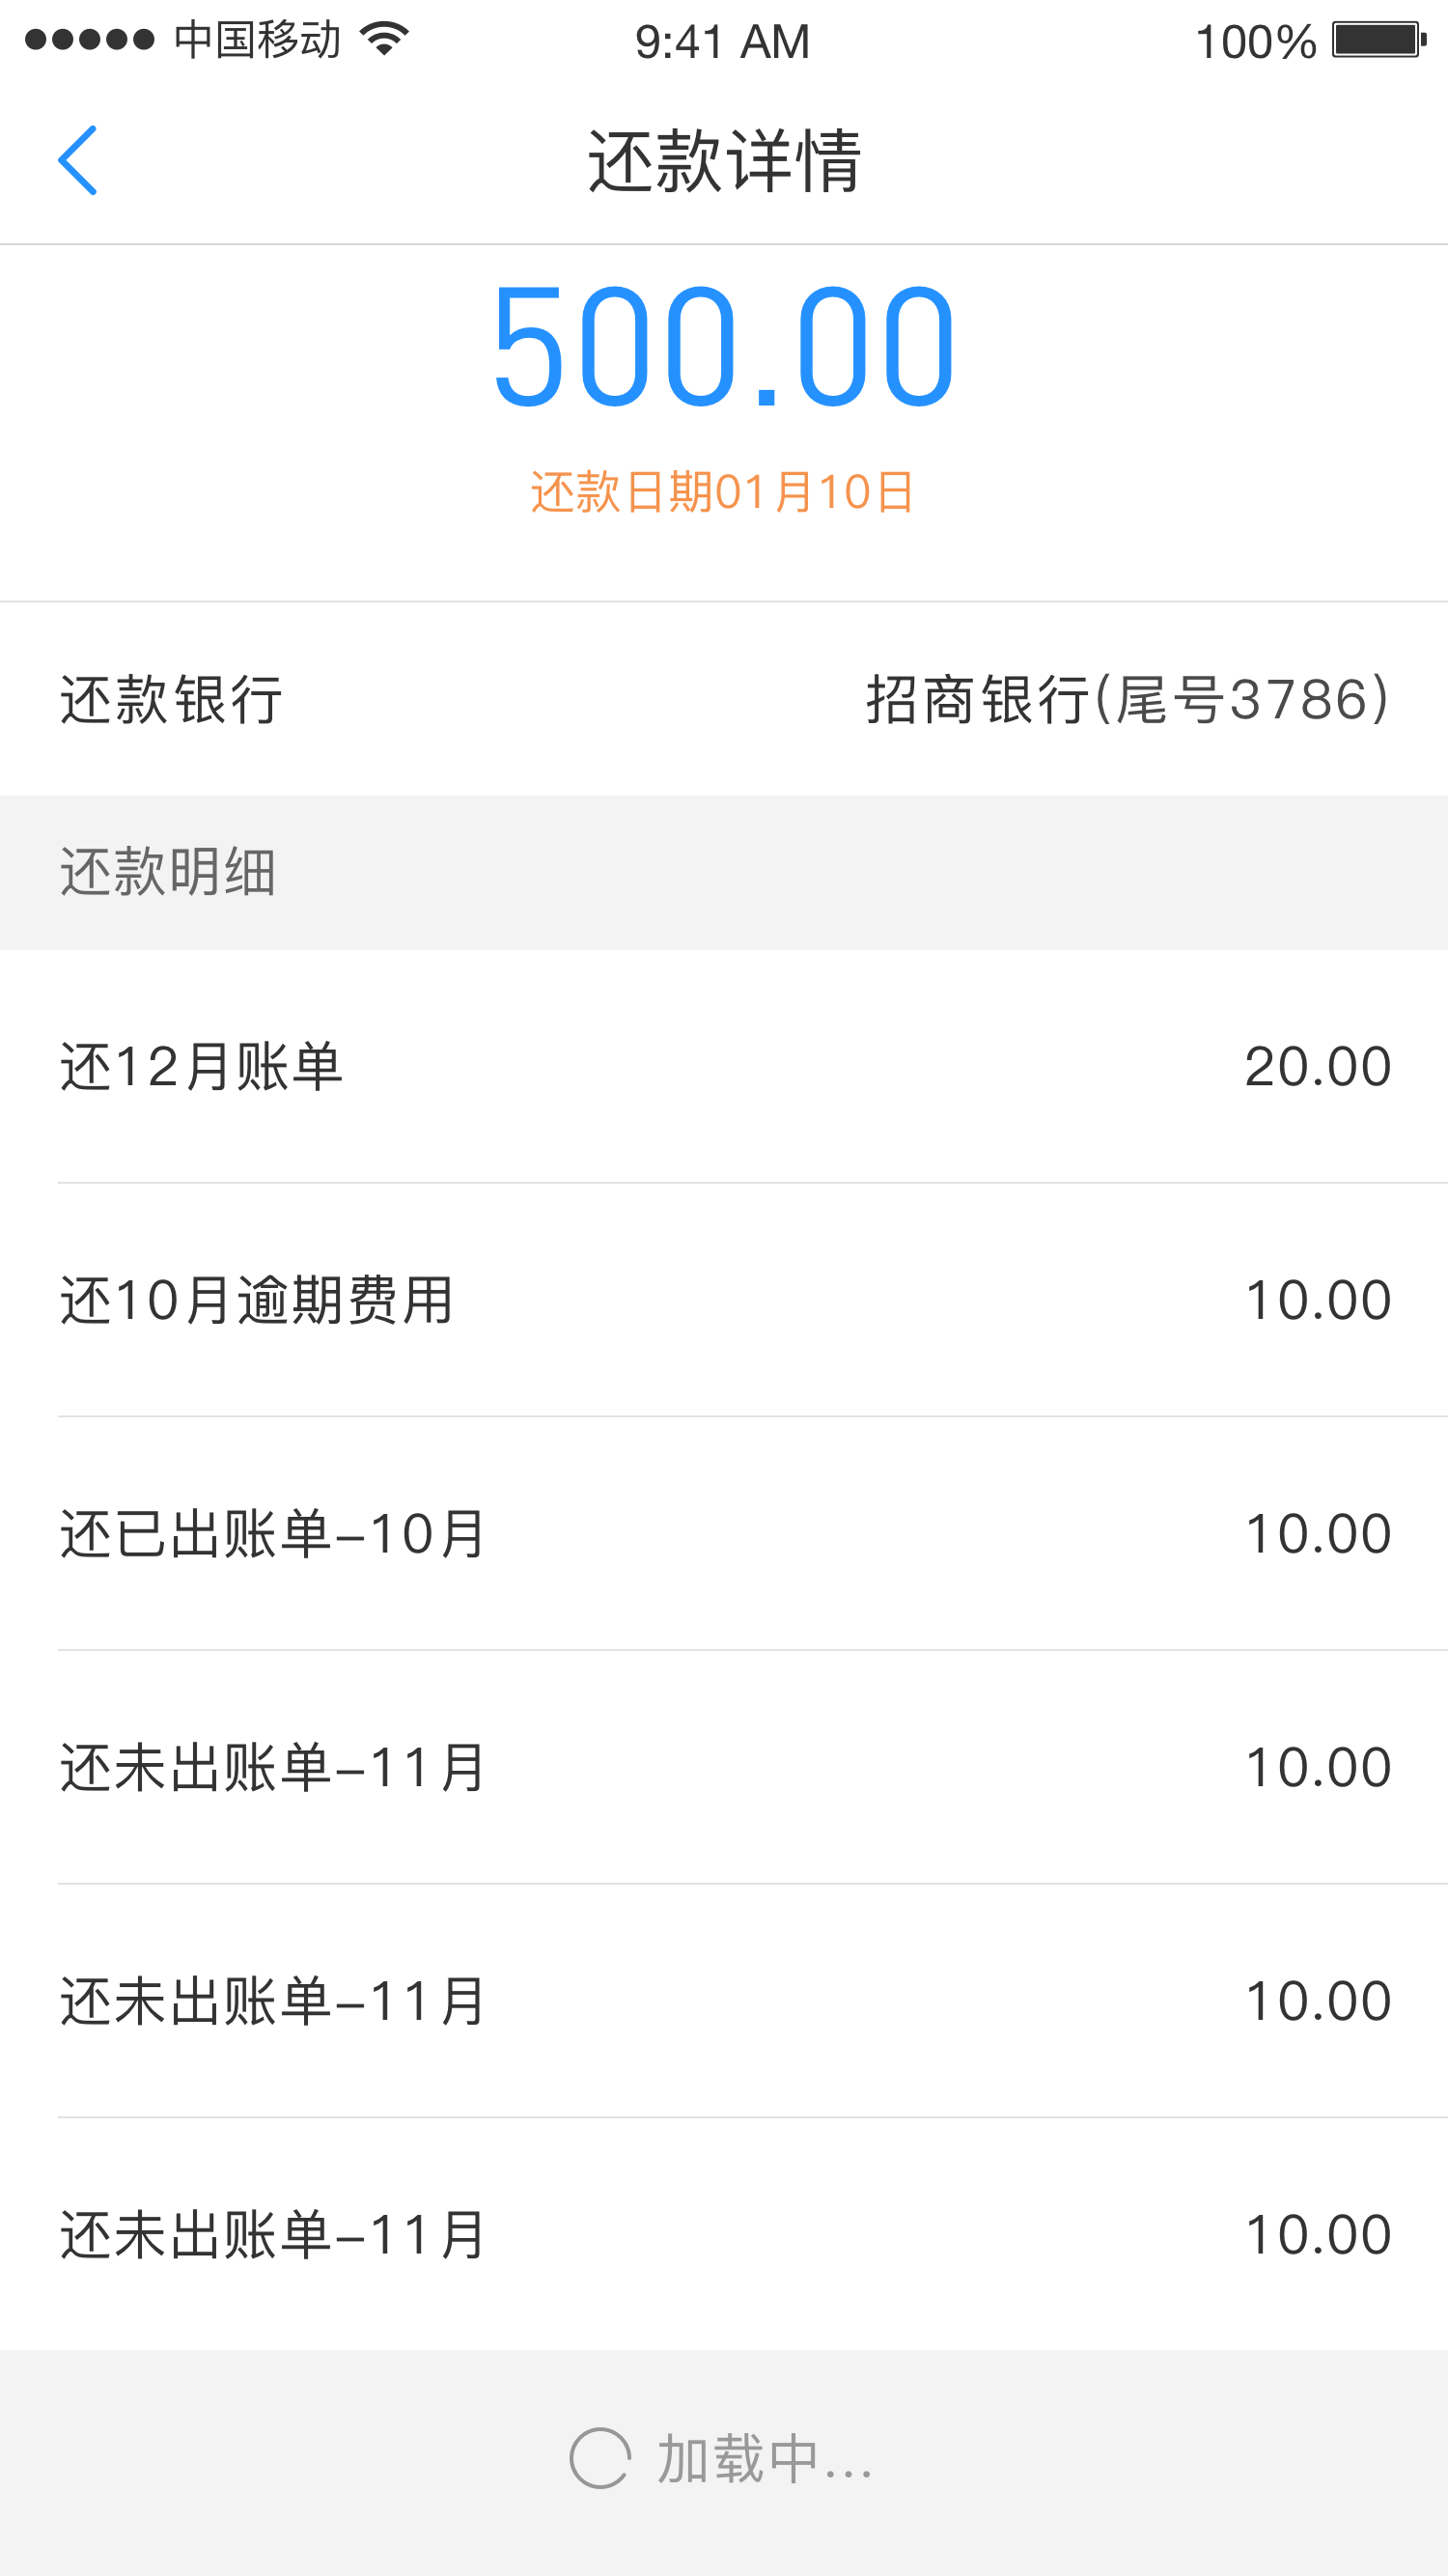 中国移动 9:41 AM 100%
还款详情
500.00
还款日期01月10日
还款银行 招商银行(尾号3786)
还款明细
还12月账单 20.00
还10月逾期费用 10.00
还已出账单-10月 10.00
还未出账单-11月 10.00
还未出账单-11月 10.00
还未出账单-11月 10.00
加载中...